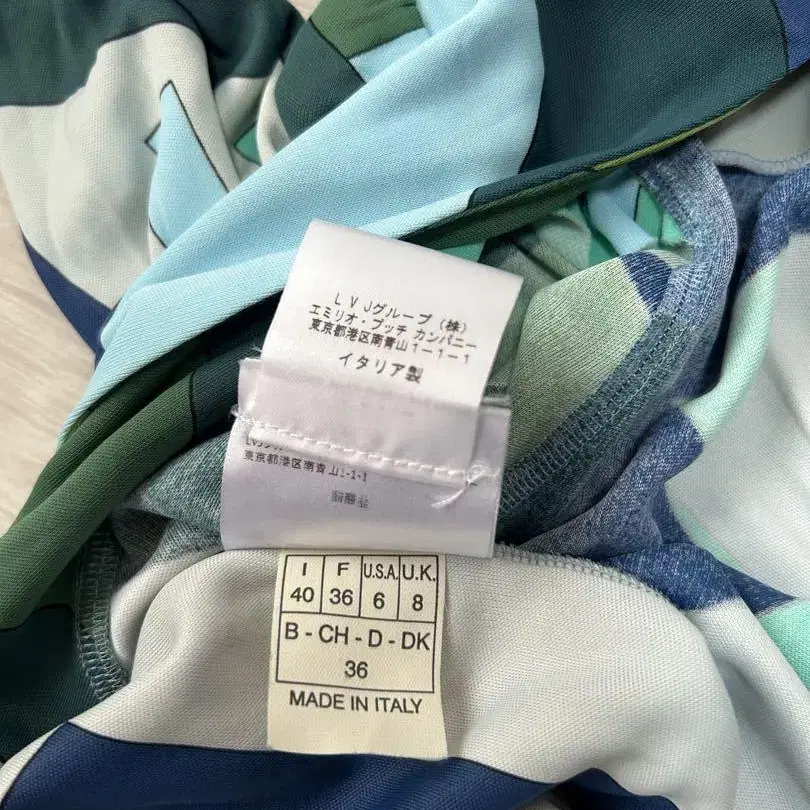 LVJグループ(株)
エミリオ・プッチ カンパニー
東京都港区南青山1-1-1
イタリア製
東京都港区南青山1-1-1
I F U.S.A. U.K.
40 36 6 8
B - CH - D - DK
36
MADE IN ITALY